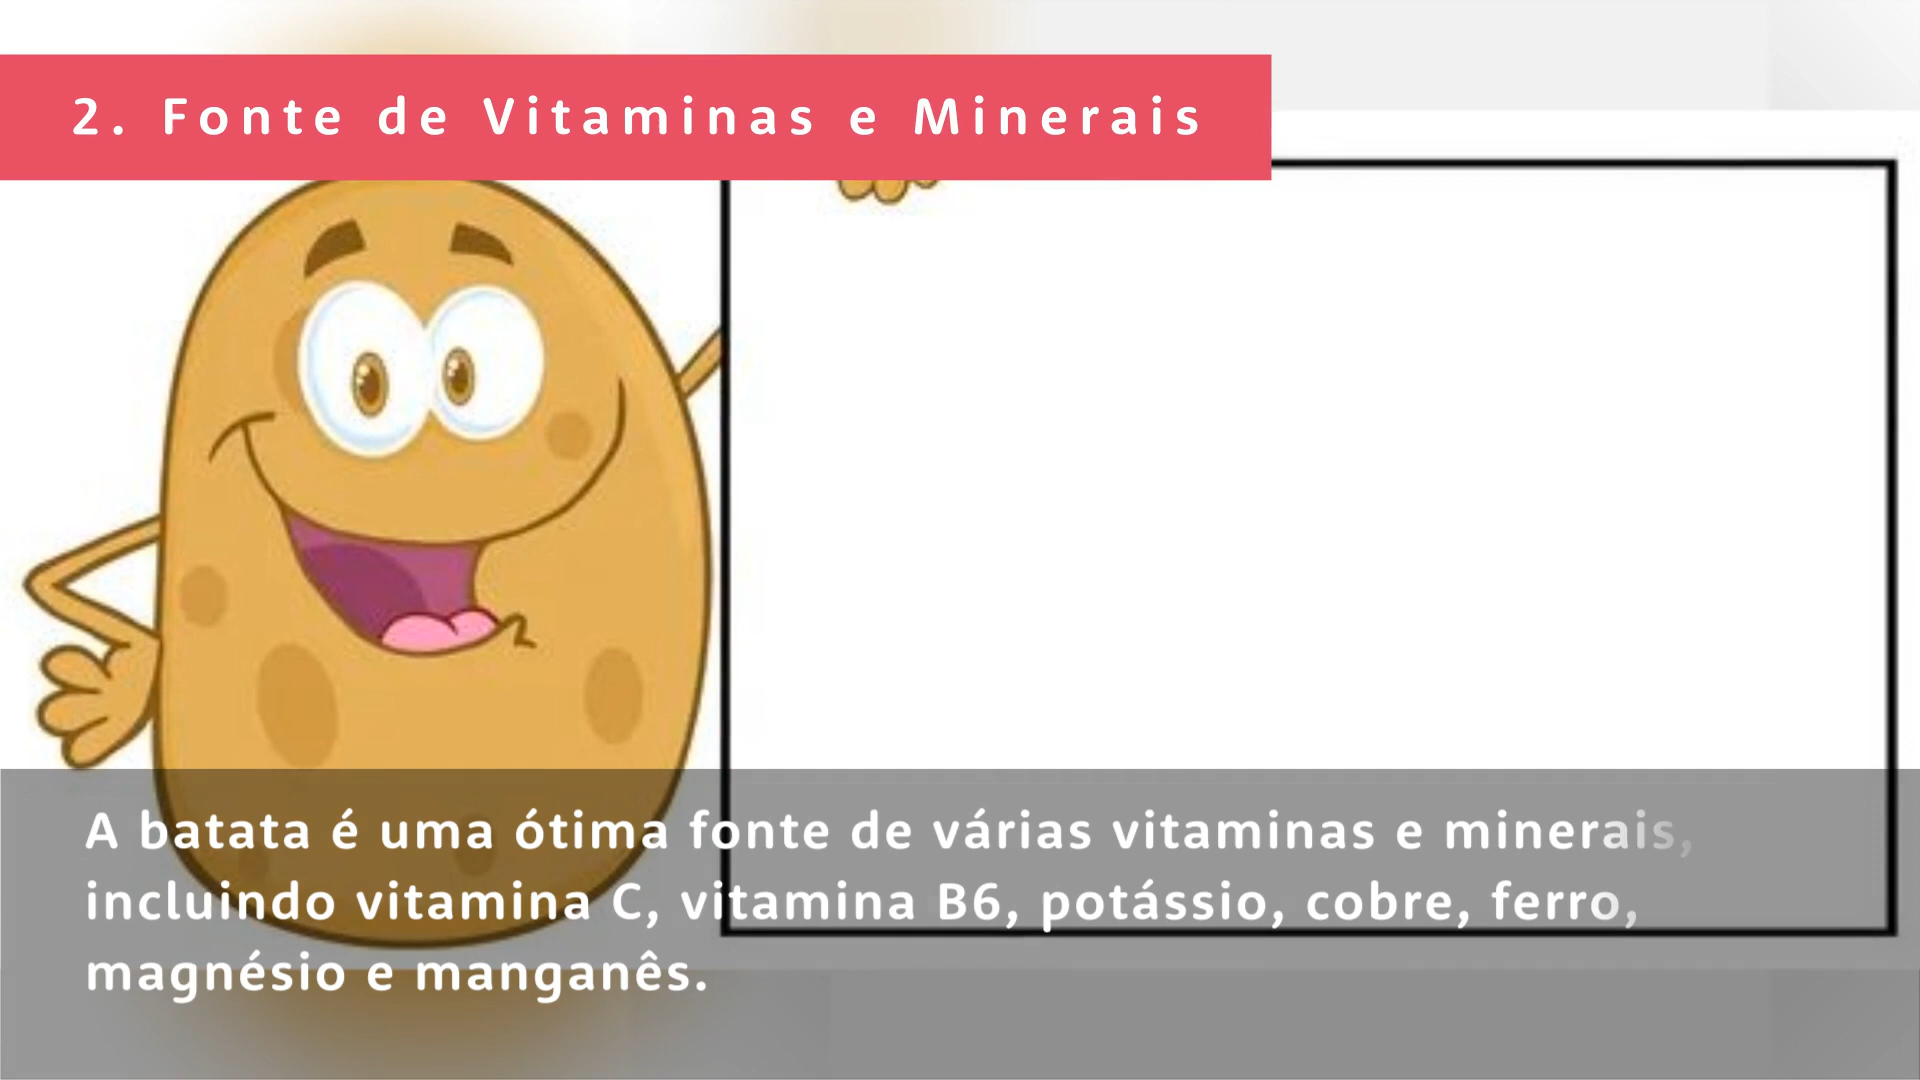 2. Fonte de Vitaminas e Minerais
A batata é uma ótima fonte de várias vitaminas e minerais,
incluindo vitamina C, vitamina B6, potássio, cobre, ferro,
magnésio e manganês.